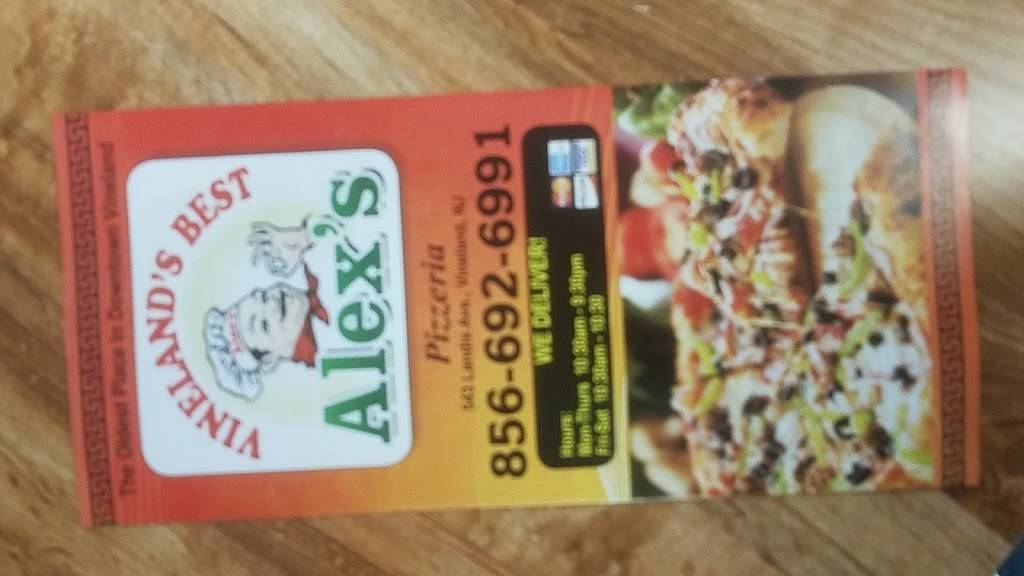 The Oldest Place In Downtown Vineland
VINELAND'S BEST
Alex's
Pizzeria
543 Landis Ave., Vineland, NJ
856-692-6991
WE DELIVER!
Hours:
Mon-Thurs 10:30am - 9:30pm
Fri-Sat 10:30am - 10:30